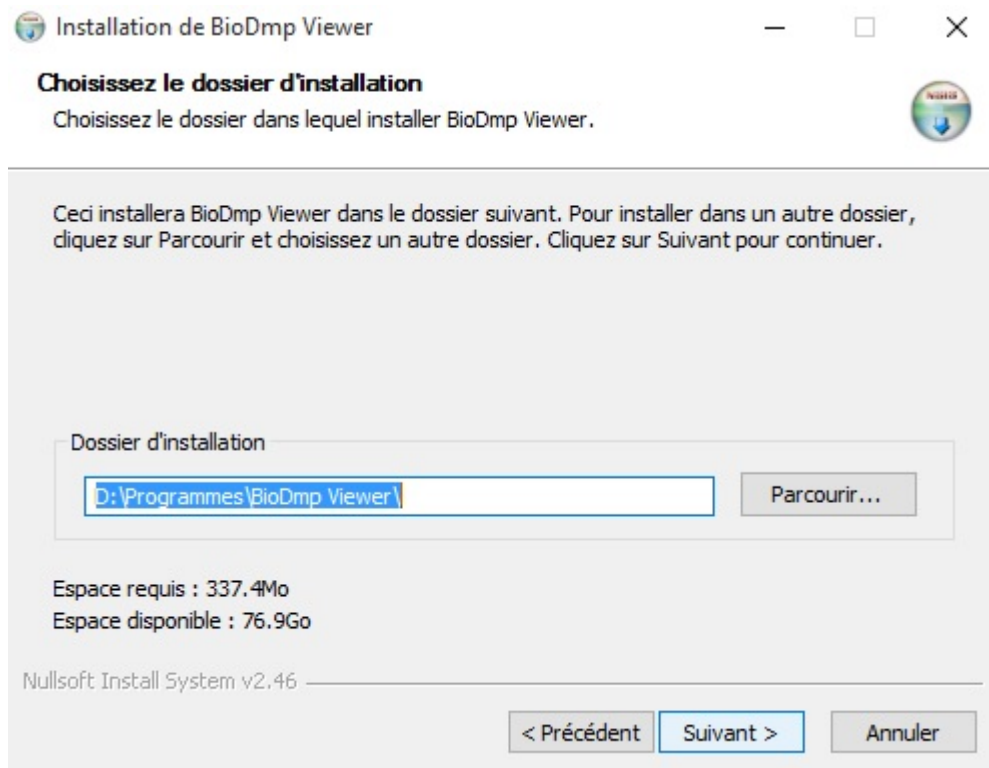 Installation de BioDmp Viewer
Choisissez le dossier d'installation
Choisissez le dossier dans lequel installer BioDmp Viewer.
Ceci installera BioDmp Viewer dans le dossier suivant. Pour installer dans un autre dossier,
cliquez sur Parcourir et choisissez un autre dossier. Cliquez sur Suivant pour continuer.
Dossier d'installation
D:\Programmes\BioDmp Viewer\
Parcourir...
Espace requis : 337.4Mo
Espace disponible : 76.9Go
Nullsoft Install System v2.46
< Précédent
Suivant >
Annuler